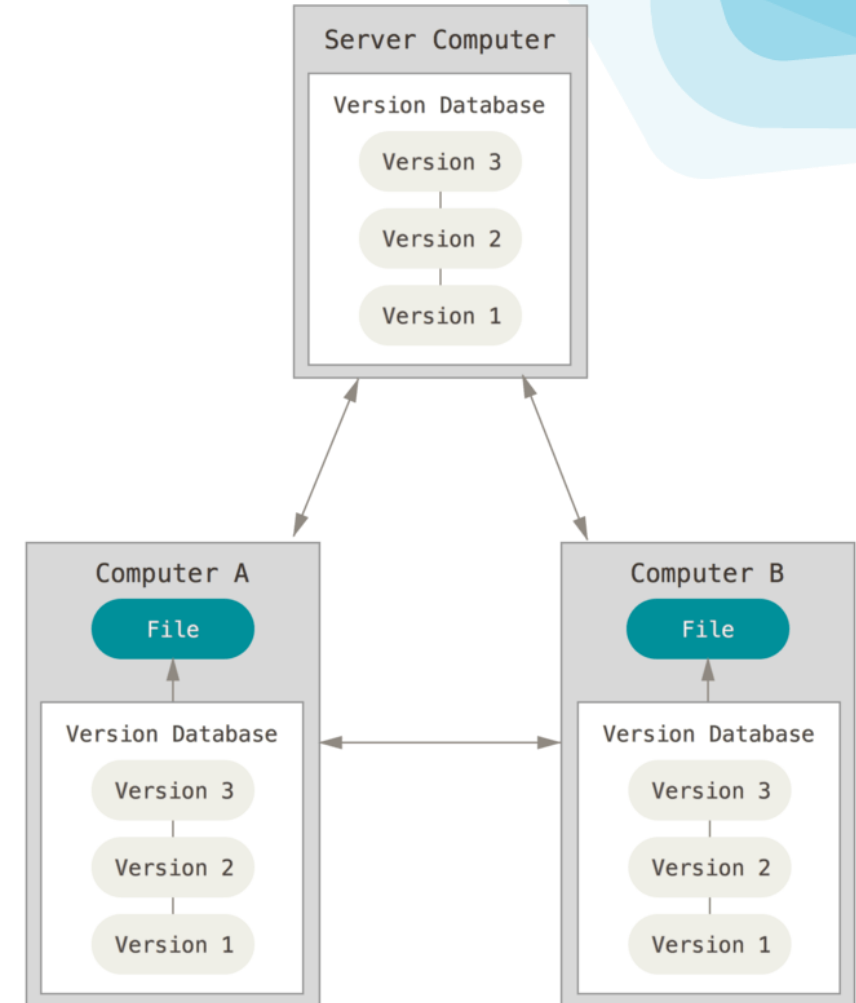 Server Computer
Version Database
Version 3
Version 2
Version 1
Computer A
File
Version Database
Version 3
Version 2
Version 1
Computer B
File
Version Database
Version 3
Version 2
Version 1